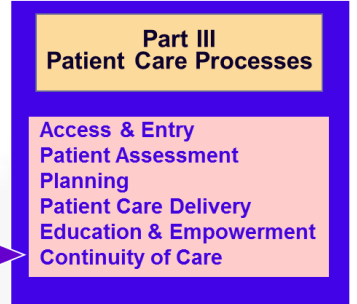 Part III
Patient Care Processes
Access & Entry
Patient Assessment
Planning
Patient Care Delivery
Education & Empowerment
Continuity of Care